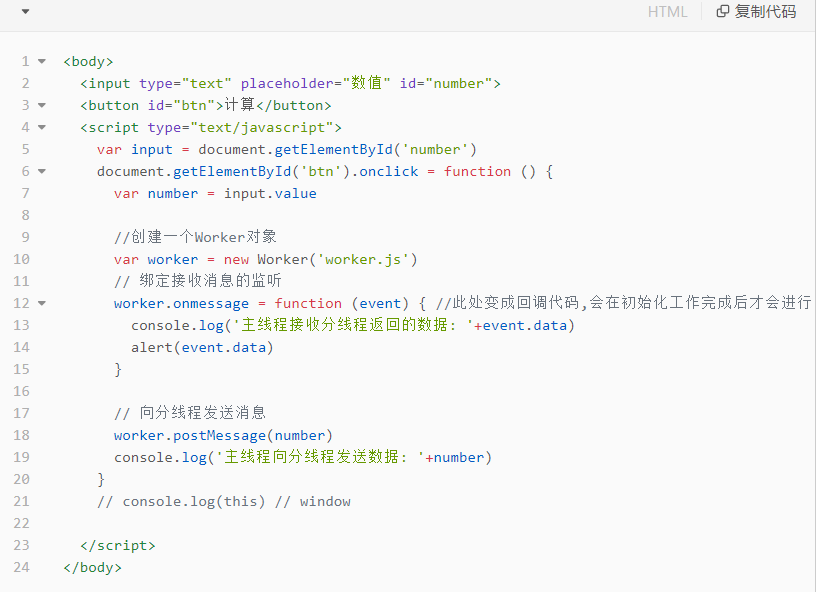 HTML 复制代码
1 <body>
2 <input type="text" placeholder="数值" id="number">
3 <button id="btn">计算</button>
4 <script type="text/javascript">
5 var input = document.getElementById('number')
6 document.getElementById('btn').onclick = function () {
7 var number = input.value
8
9 //创建一个Worker对象
10 var worker = new Worker('worker.js')
11 // 绑定接收消息的监听
12 worker.onmessage = function (event) { //此处变成回调代码,会在初始化工作完成后才会进行
13 console.log('主线程接收分线程返回的数据: '+event.data)
14 alert(event.data)
15 }
16
17 // 向分线程发送消息
18 worker.postMessage(number)
19 console.log('主线程向分线程发送数据: '+number)
20 }
21 // console.log(this) // window
22
23 </script>
24 </body>